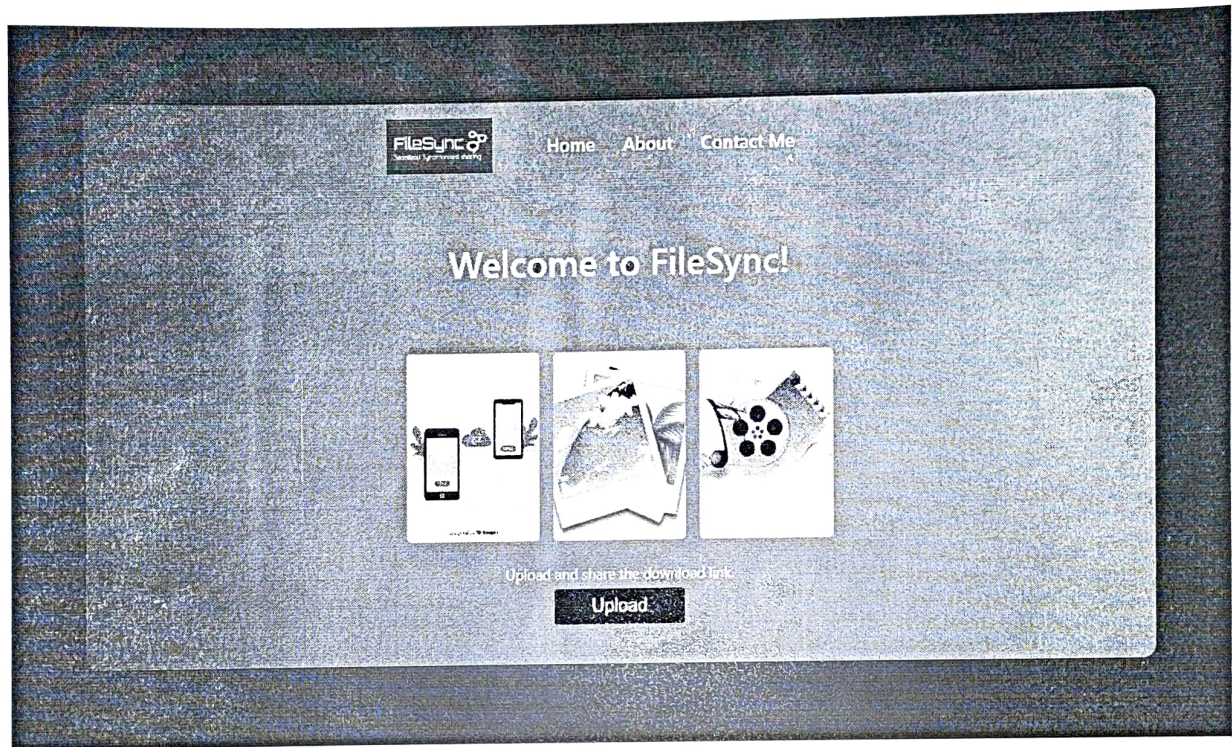 FileSync
Home About Contact Me
Welcome to FileSync!
Upload and share the download link.
Upload